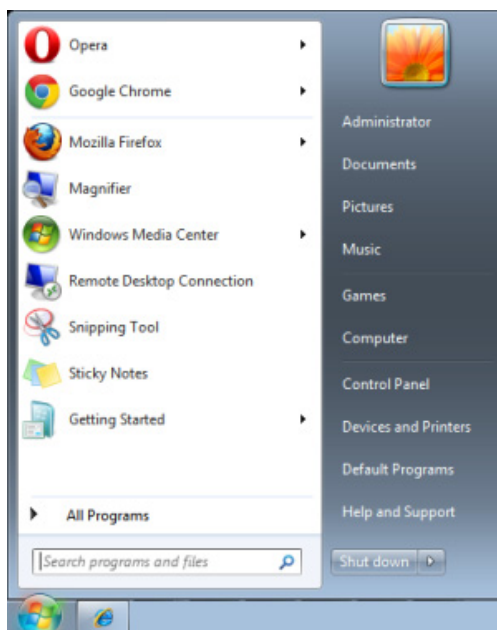 Opera
Google Chrome
Mozilla Firefox
Magnifier
Windows Media Center
Remote Desktop Connection
Snipping Tool
Sticky Notes
Getting Started
All Programs
Search programs and files
Administrator
Documents
Pictures
Music
Games
Computer
Control Panel
Devices and Printers
Default Programs
Help and Support
Shut down